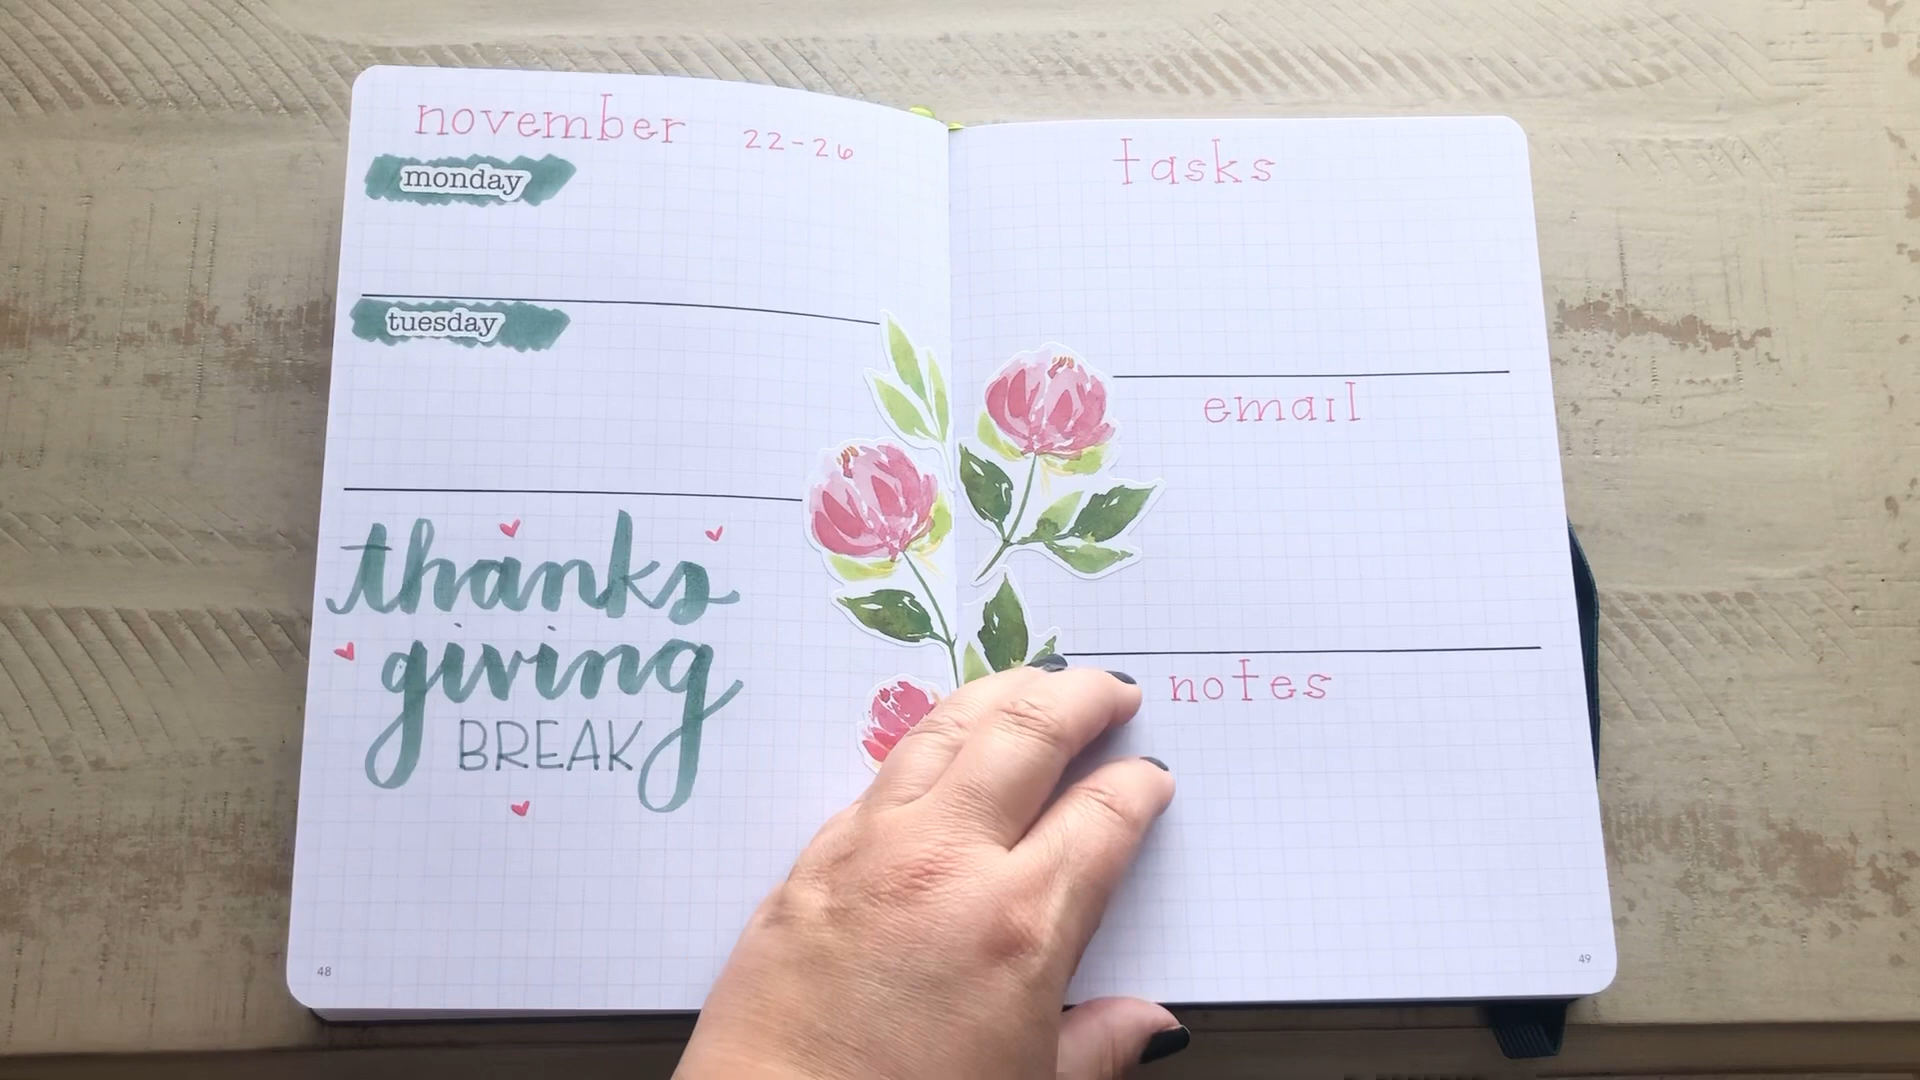 november 22-26
monday
tuesday
thanks
giving
BREAK
48
tasks
email
notes
49